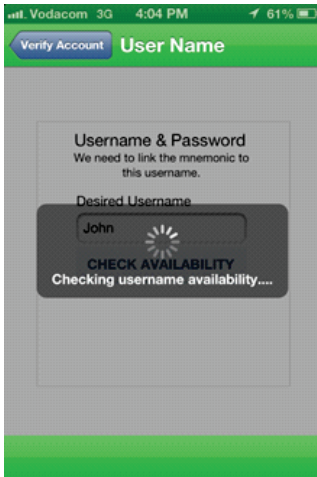 Vodacom 3G 4:04 PM 61%
Verify Account User Name
Username & Password
We need to link the mnemonic to
this username.
Desired Username
John
CHECK AVAILABILITY
Checking username availability....